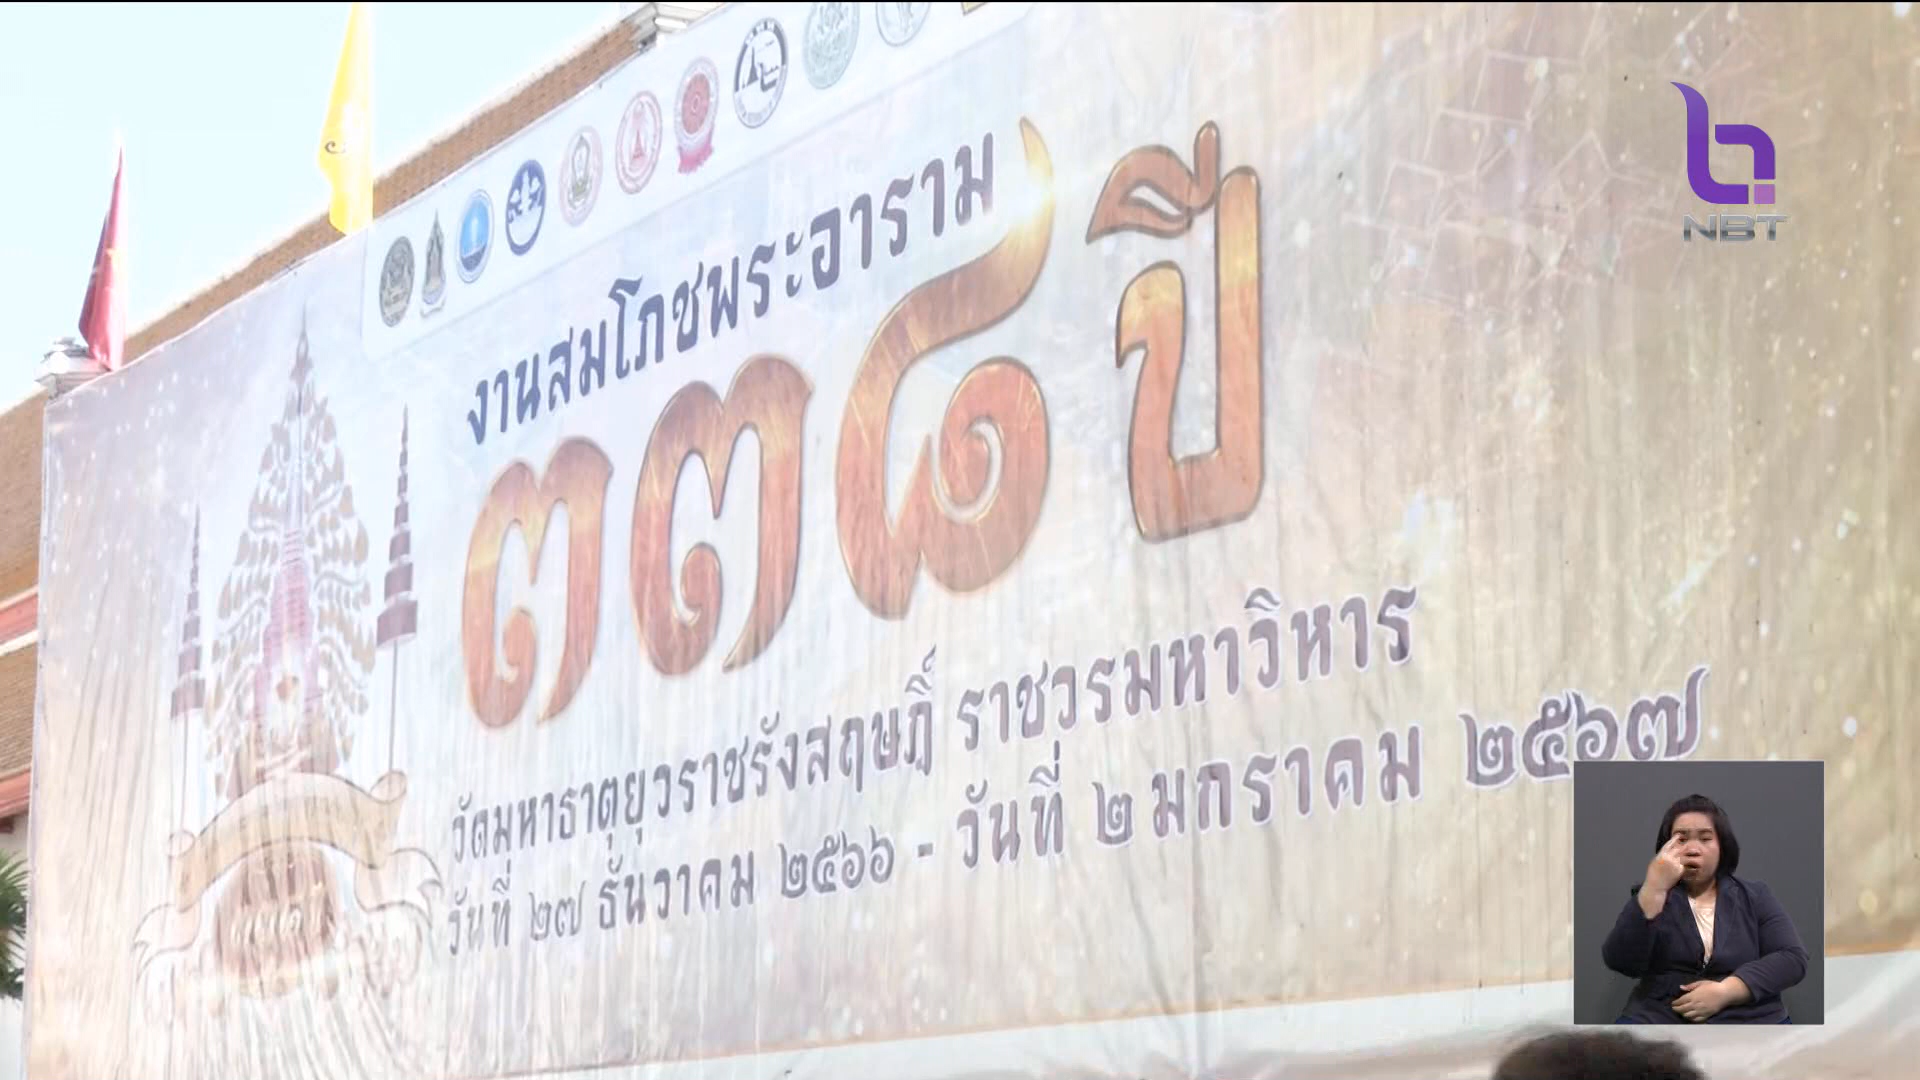 งานสมโภชพระอาราม
๓๓๘ ปี
วัดมหาธาตุยุวราชรังสฤษฎิ์ ราชวรมหาวิหาร
วันที่ ๒๗ ธันวาคม ๒๕๖๖ - วันที่ ๒ มกราคม ๒๕๖๗
NBT